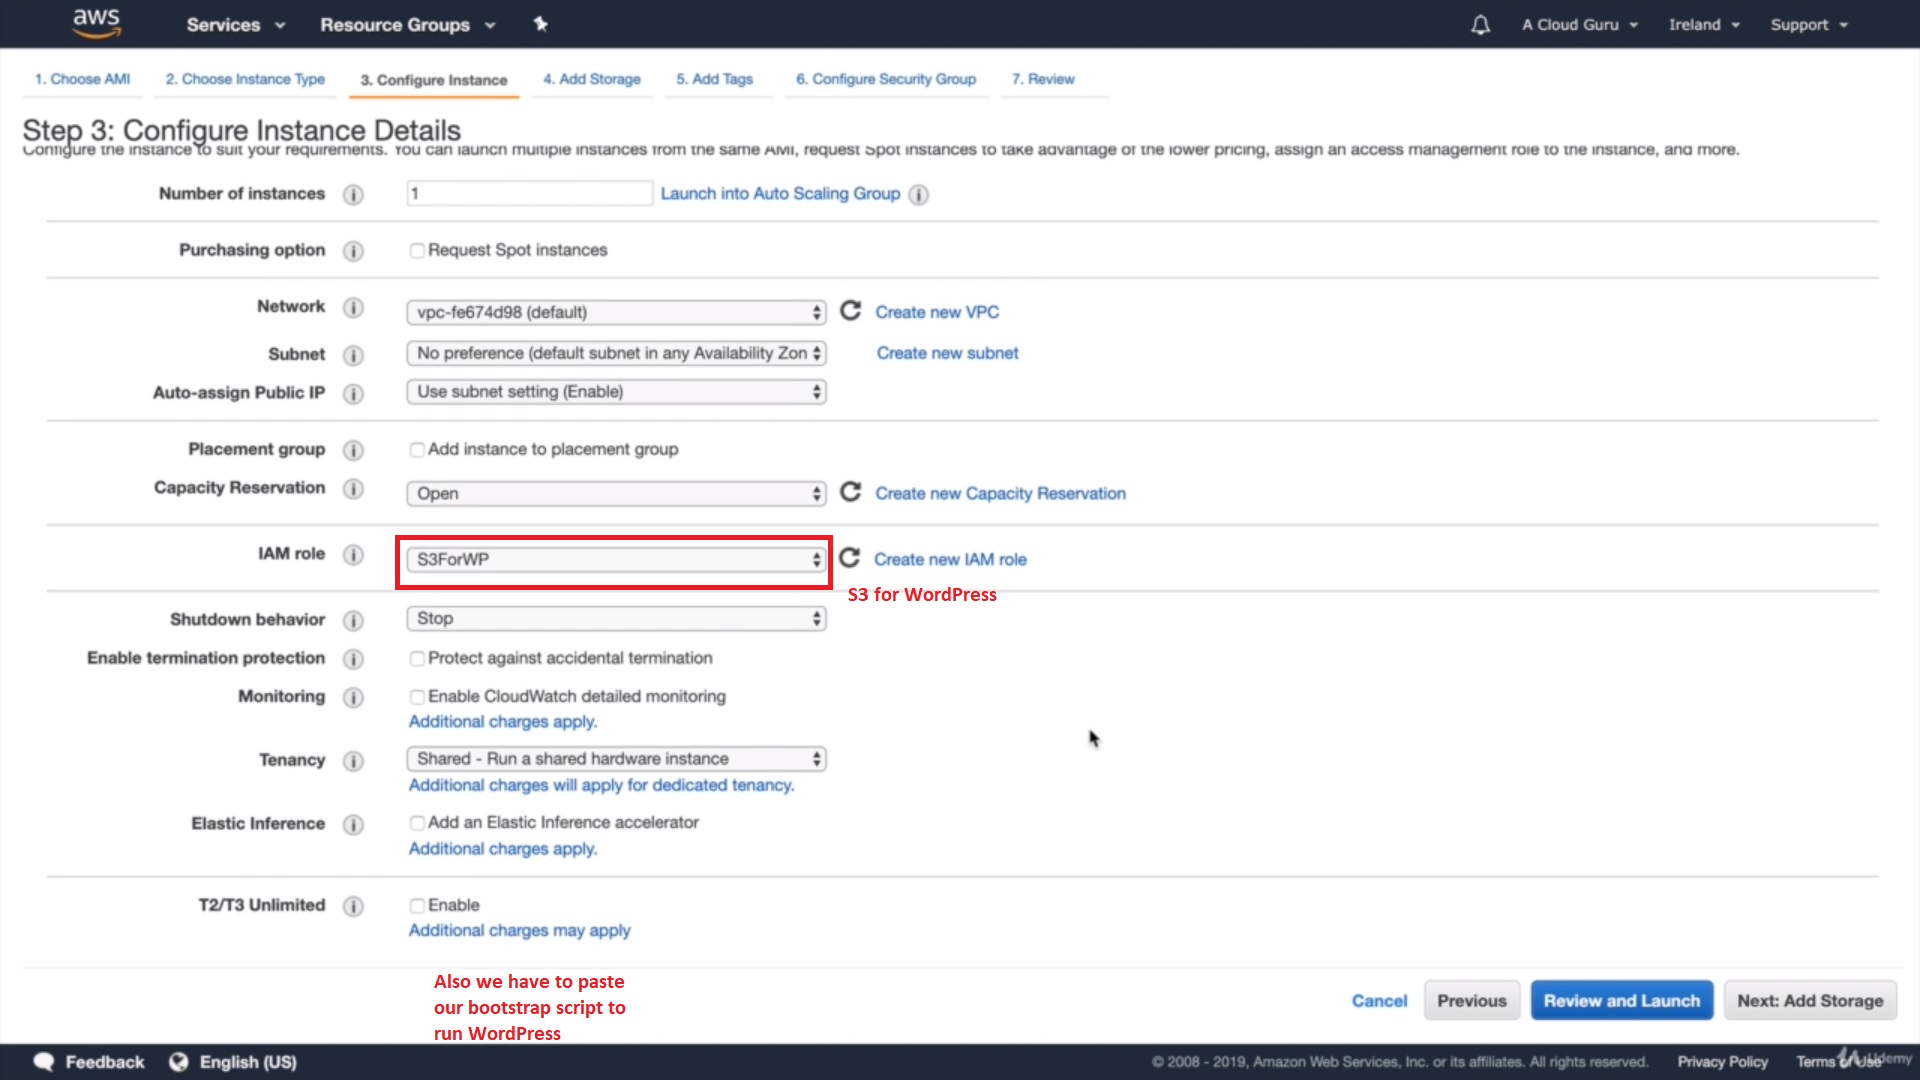 aws Services Resource Groups A Cloud Guru Ireland Support
1. Choose AMI 2. Choose Instance Type 3. Configure Instance 4. Add Storage 5. Add Tags 6. Configure Security Group 7. Review
Step 3: Configure Instance Details
Configure the instance to suit your requirements. You can launch multiple instances from the same AMI, request Spot instances to take advantage of the lower pricing, assign an access management role to the instance, and more.
Number of instances 1 Launch into Auto Scaling Group
Purchasing option Request Spot instances
Network vpc-fe674d98 (default) Create new VPC
Subnet No preference (default subnet in any Availability Zon Create new subnet
Auto-assign Public IP Use subnet setting (Enable)
Placement group Add instance to placement group
Capacity Reservation Open Create new Capacity Reservation
IAM role S3ForWP Create new IAM role
S3 for WordPress
Shutdown behavior Stop
Enable termination protection Protect against accidental termination
Monitoring Enable CloudWatch detailed monitoring
Additional charges apply.
Tenancy Shared - Run a shared hardware instance
Additional charges will apply for dedicated tenancy.
Elastic Inference Add an Elastic Inference accelerator
Additional charges apply.
T2/T3 Unlimited Enable
Additional charges may apply
Also we have to paste
our bootstrap script to
run WordPress
Cancel Previous Review and Launch Next: Add Storage
Feedback English (US) © 2008 - 2019, Amazon Web Services, Inc. or its affiliates. All rights reserved. Privacy Policy Terms of Use
Udemy